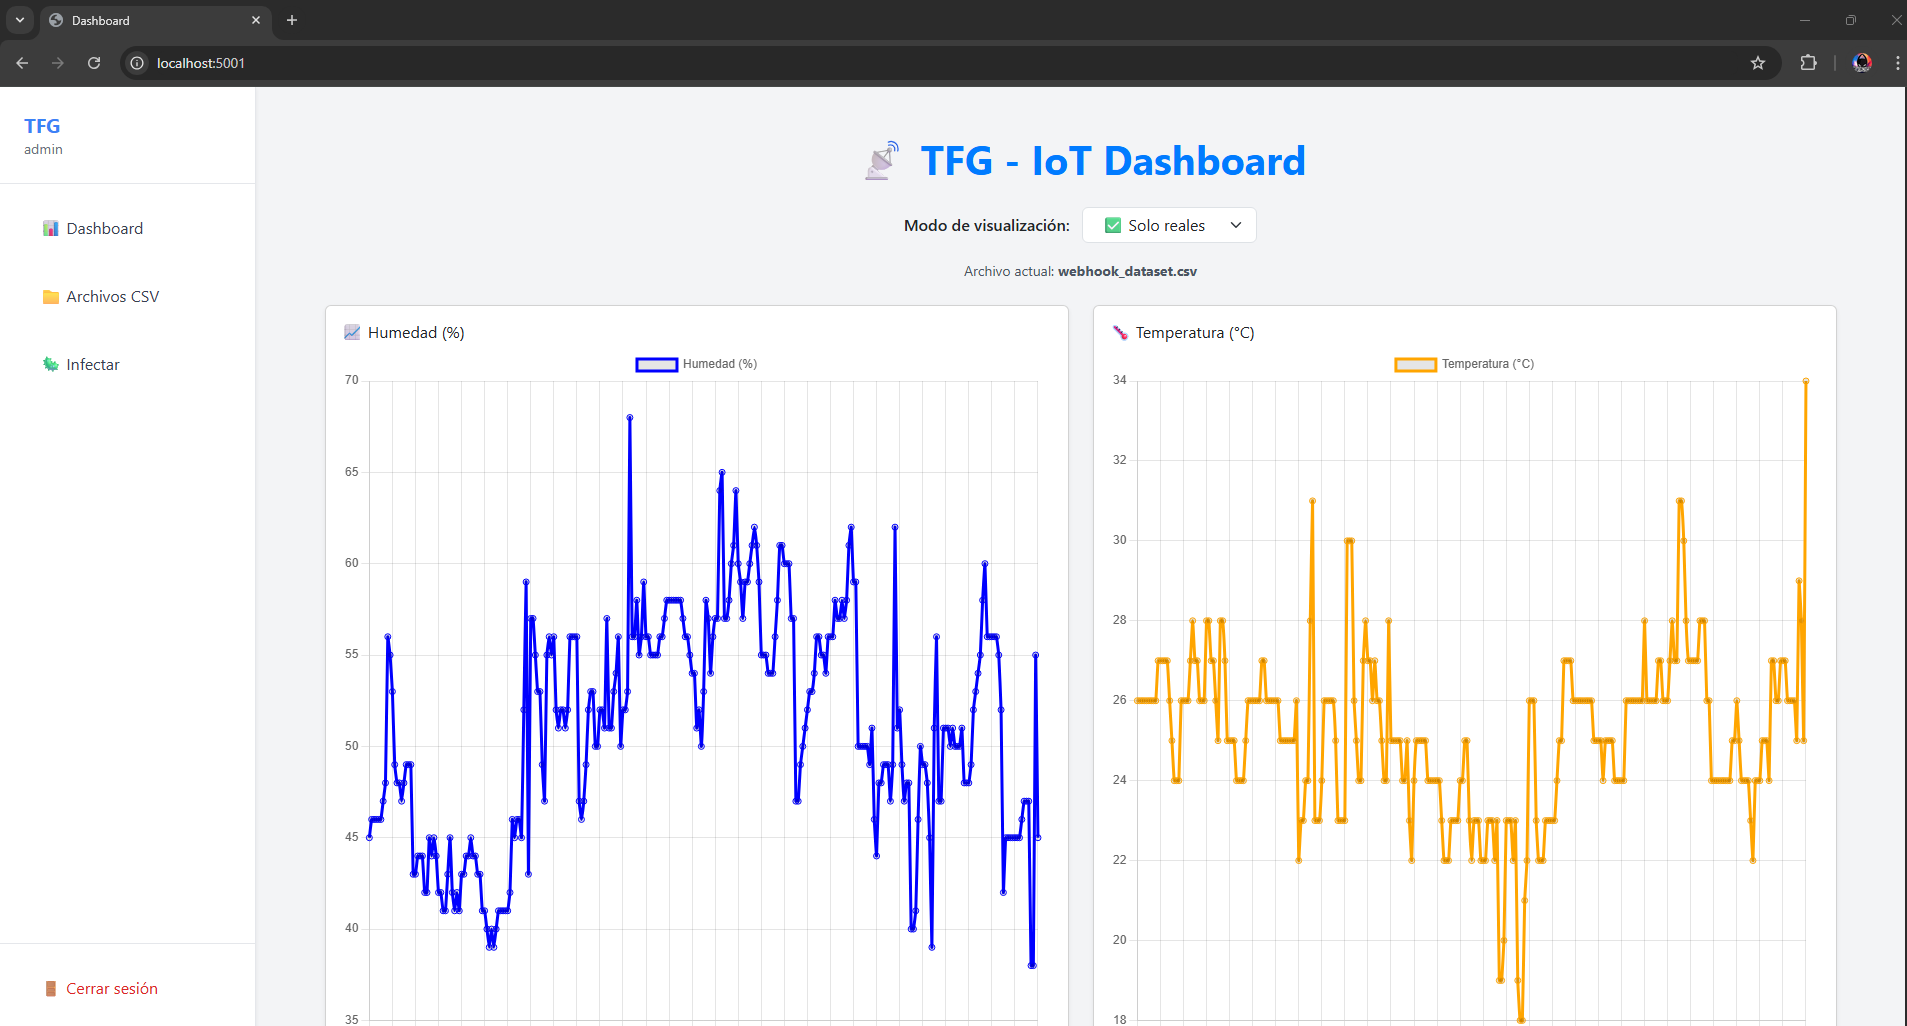 Dashboard
localhost:5001
TFG
admin
Dashboard
Archivos CSV
Infectar
Cerrar sesión
TFG - IoT Dashboard
Modo de visualización: Solo reales
Archivo actual: webhook_dataset.csv
Humedad (%)
Humedad (%)
70
65
60
55
50
45
40
35
Temperatura (°C)
Temperatura (°C)
34
32
30
28
26
24
22
20
18